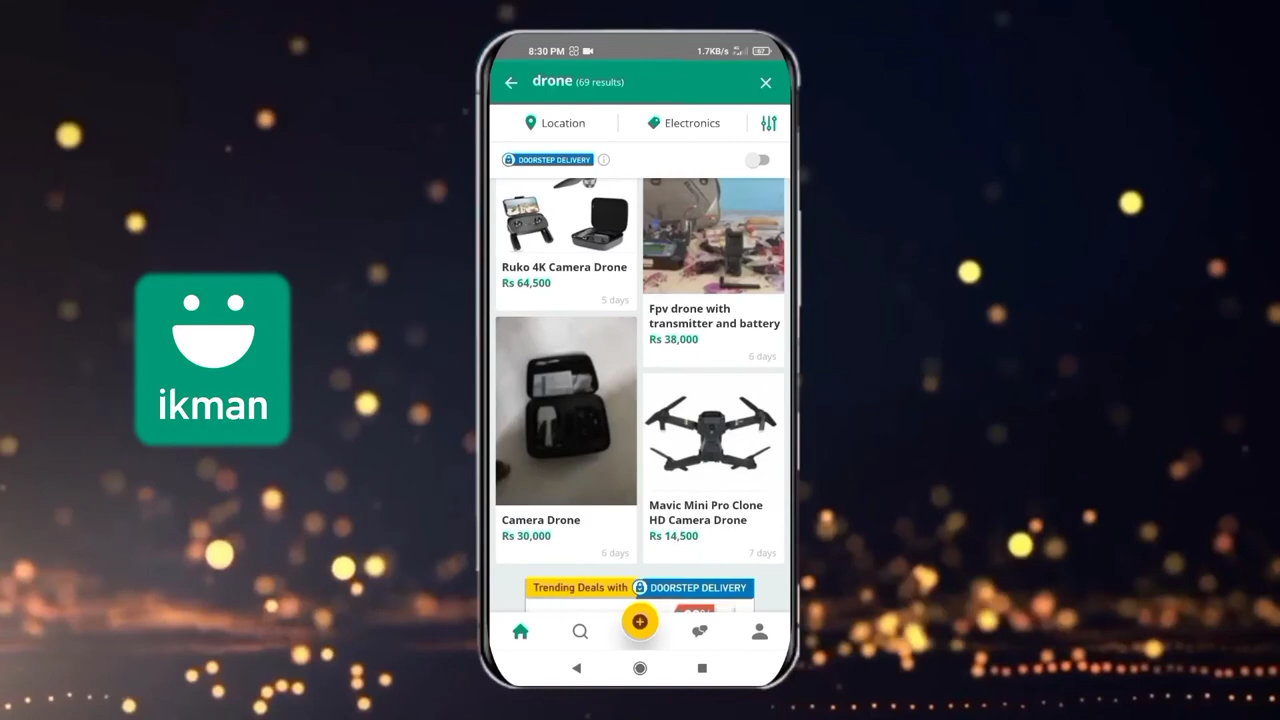 8:30 PM
1.7KB/s
67
drone (69 results)
Location
Electronics
DOORSTEP DELIVERY
Ruko 4K Camera Drone
Rs 64,500
5 days
Fpv drone with
transmitter and battery
Rs 38,000
6 days
ikman
Camera Drone
Rs 30,000
6 days
Mavic Mini Pro Clone
HD Camera Drone
Rs 14,500
7 days
Trending Deals with DOORSTEP DELIVERY